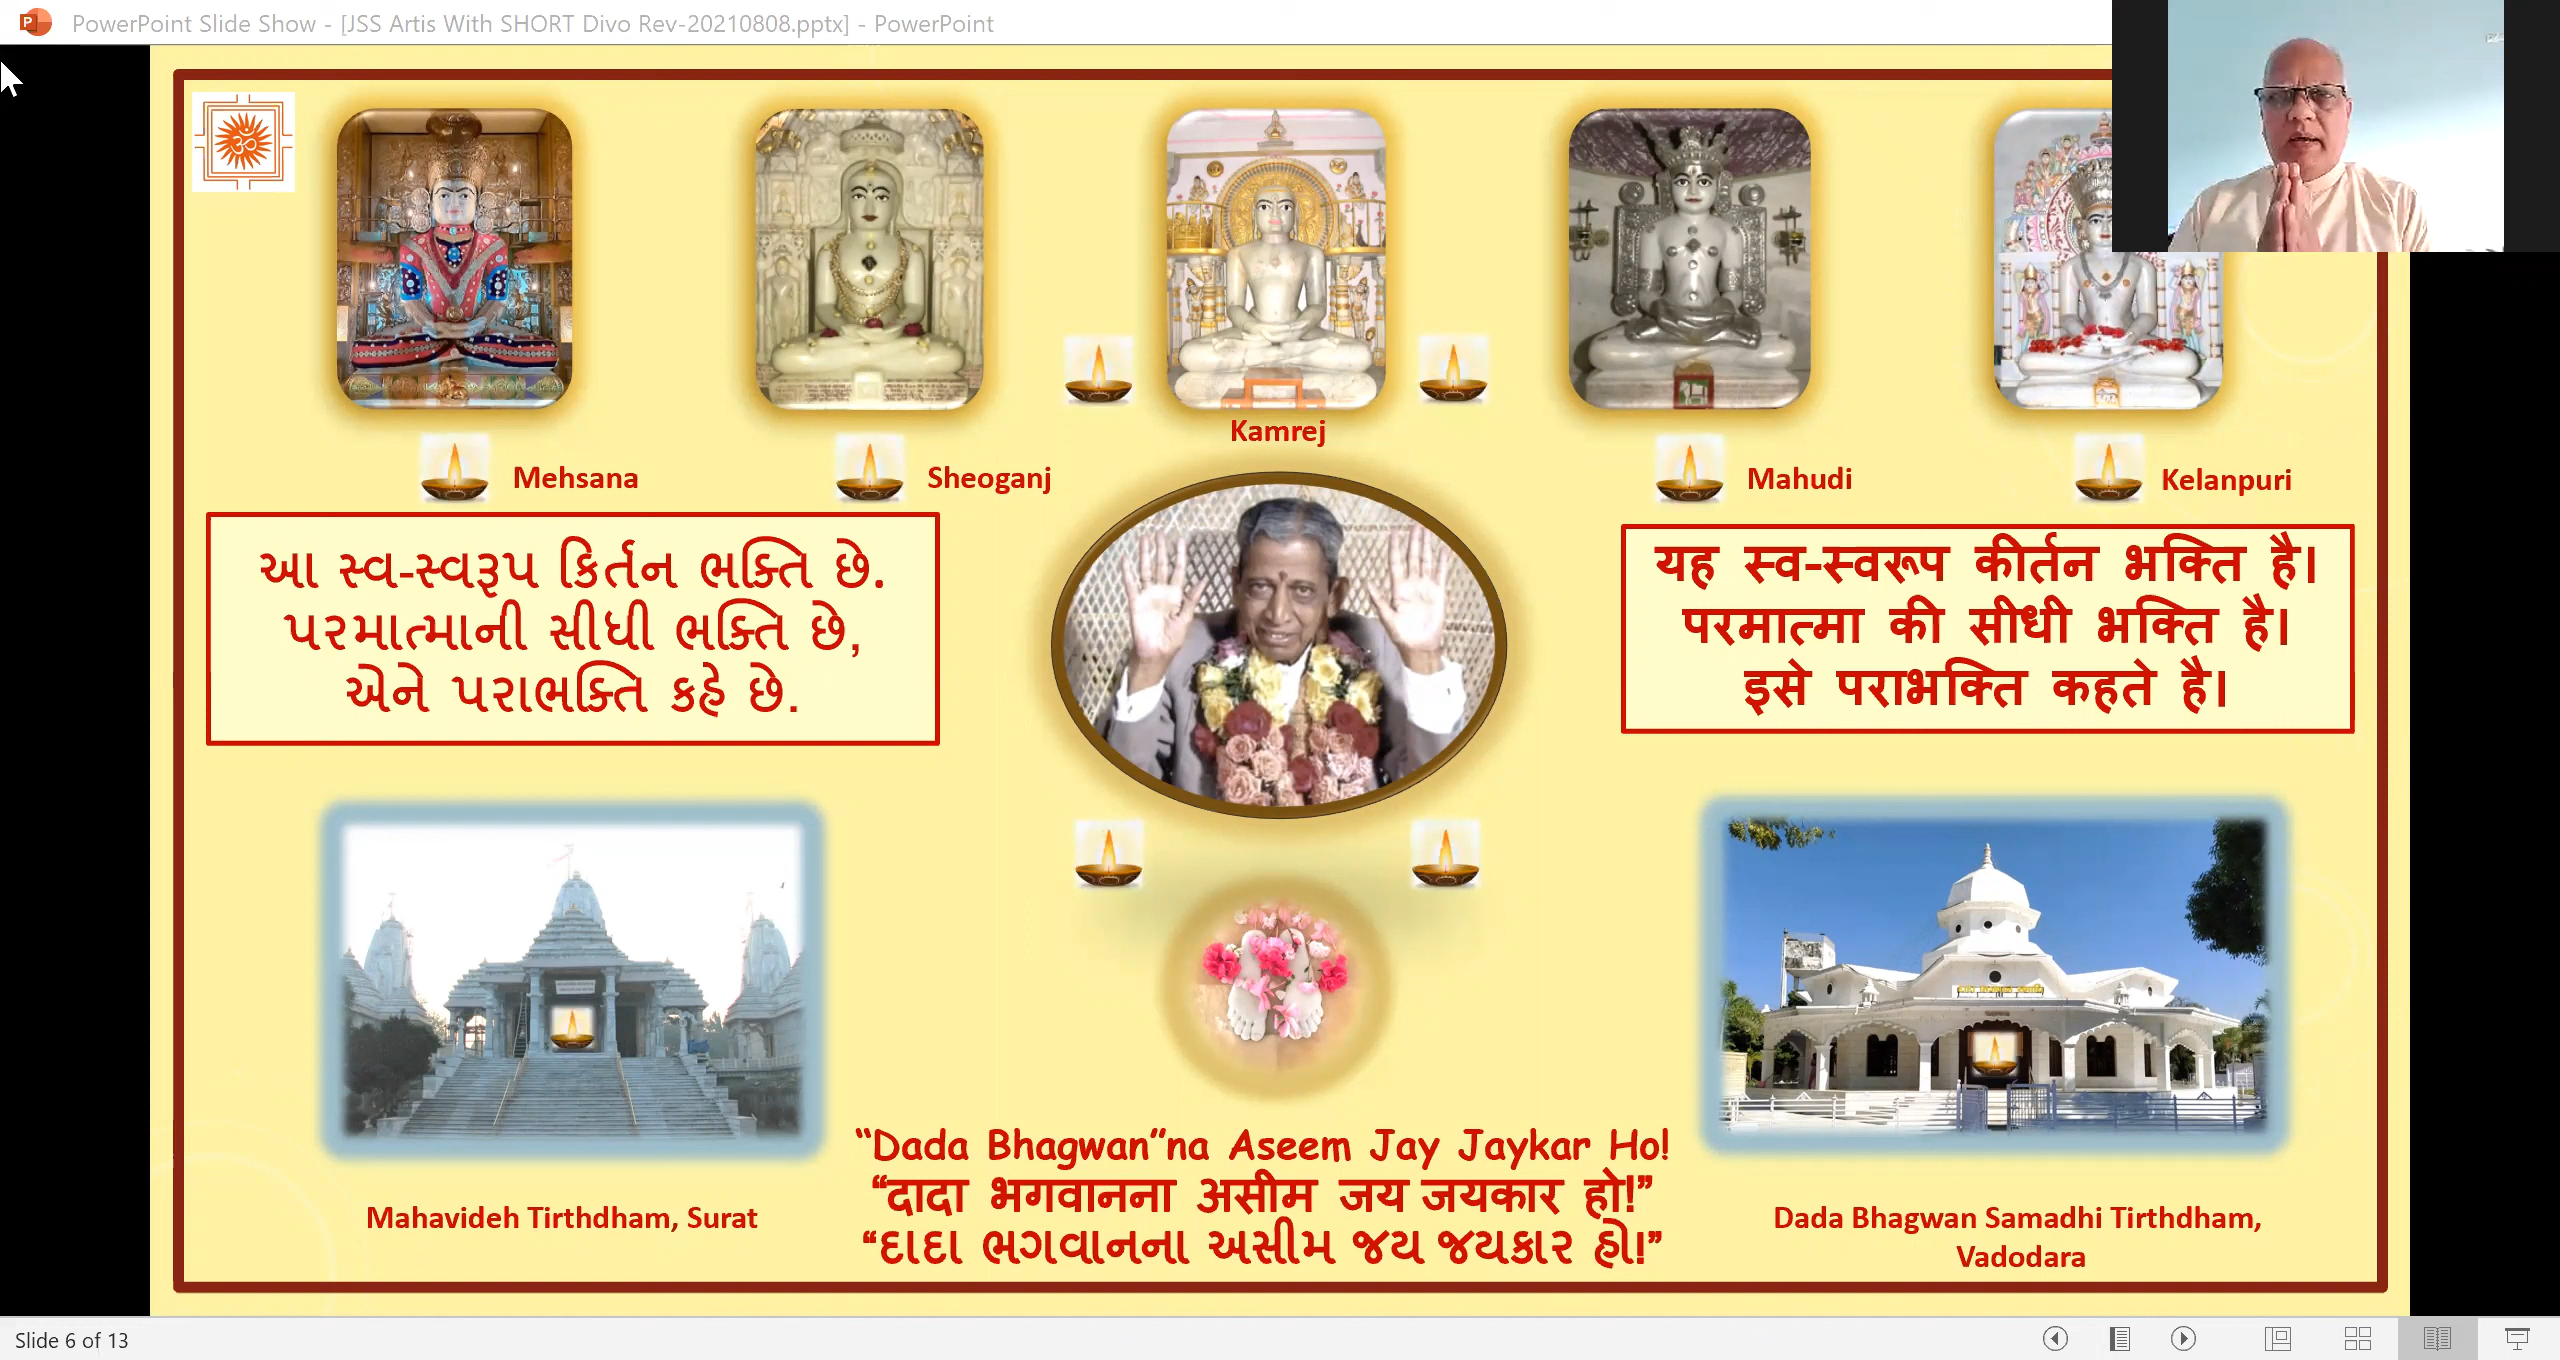 PowerPoint Slide Show - [JSS Artis With SHORT Divo Rev-20210808.pptx] - PowerPoint
Kamrej
Mehsana
Sheoganj
Mahudi
Kelanpuri
આ સ્વ-સ્વરૂપ કિર્તન ભક્તિ છે.
પરમાત્માની સીધી ભક્તિ છે,
એને પરાભક્તિ કહે છે.
यह स्व-स्वरूप कीर्तन भक्ति है।
परमात्मा की सीधी भक्ति है।
इसे पराभक्ति कहते है।
"Dada Bhagwan"na Aseem Jay Jaykar Ho!
"दादा भगवानना असीम जय जयकार हो!"
"દાદા ભગવાનના અસીમ જય જયકાર હો!"
Mahavideh Tirthdham, Surat
Dada Bhagwan Samadhi Tirthdham,
Vadodara
Slide 6 of 13